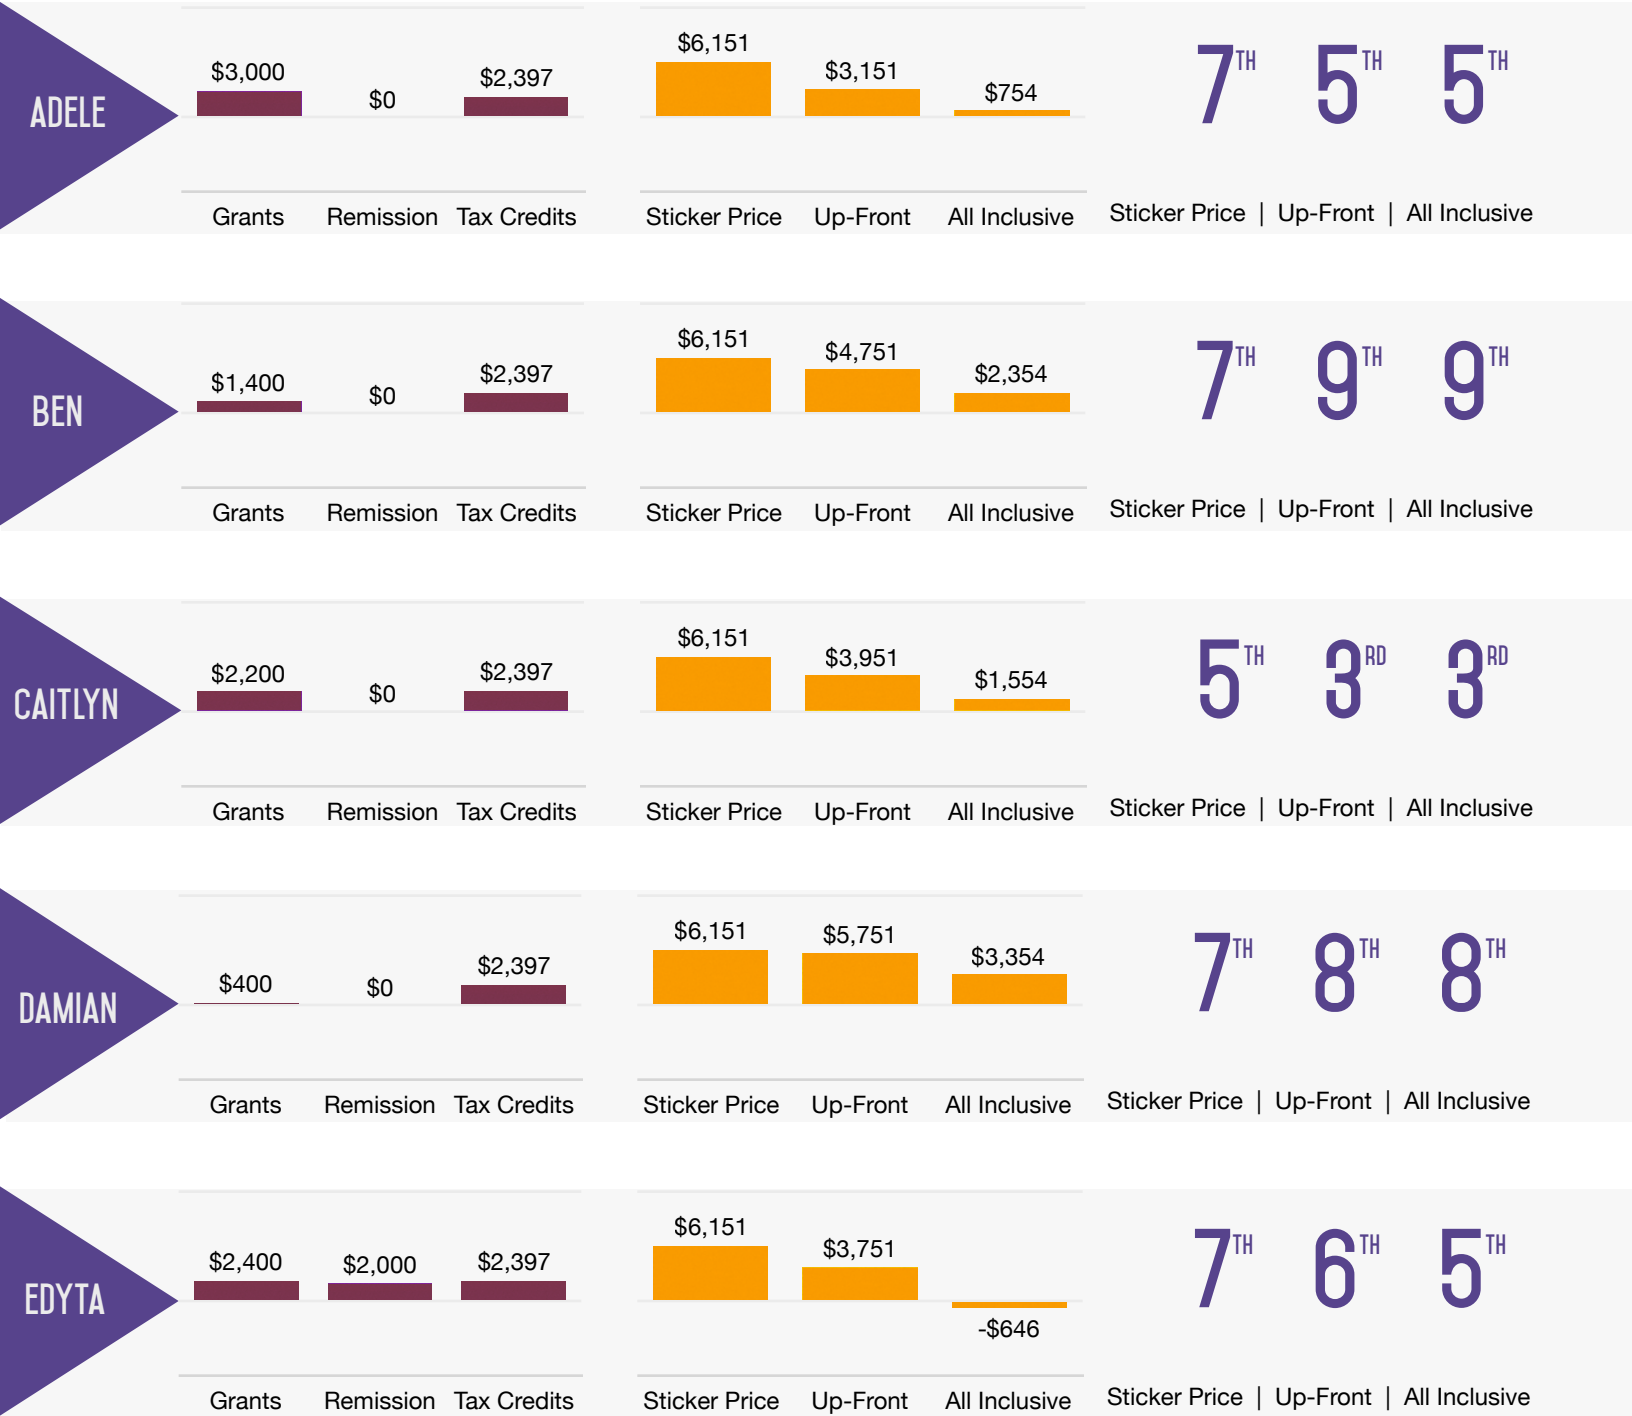 $3,000 $0 $2,397 $6,151 $3,151 $754 7TH 5TH 5TH
ADELE
Grants Remission Tax Credits Sticker Price Up-Front All Inclusive Sticker Price | Up-Front | All Inclusive
$1,400 $0 $2,397 $6,151 $4,751 $2,354 7TH 9TH 9TH
BEN
Grants Remission Tax Credits Sticker Price Up-Front All Inclusive Sticker Price | Up-Front | All Inclusive
$2,200 $0 $2,397 $6,151 $3,951 $1,554 5TH 3RD 3RD
CAITLYN
Grants Remission Tax Credits Sticker Price Up-Front All Inclusive Sticker Price | Up-Front | All Inclusive
$400 $0 $2,397 $6,151 $5,751 $3,354 7TH 8TH 8TH
DAMIAN
Grants Remission Tax Credits Sticker Price Up-Front All Inclusive Sticker Price | Up-Front | All Inclusive
$2,400 $2,000 $2,397 $6,151 $3,751 -$646 7TH 6TH 5TH
EDYTA
Grants Remission Tax Credits Sticker Price Up-Front All Inclusive Sticker Price | Up-Front | All Inclusive